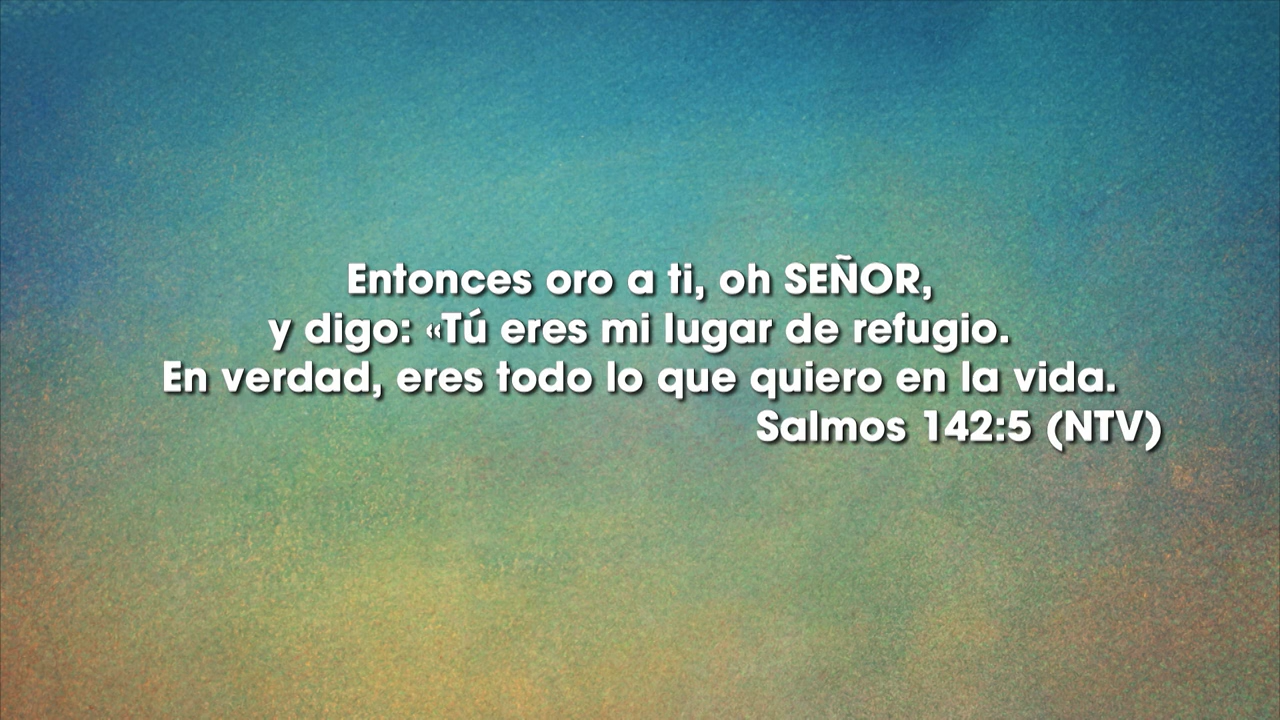 Entonces oro a ti, oh SEÑOR,
y digo: «Tú eres mi lugar de refugio.
En verdad, eres todo lo que quiero en la vida.
Salmos 142:5 (NTV)